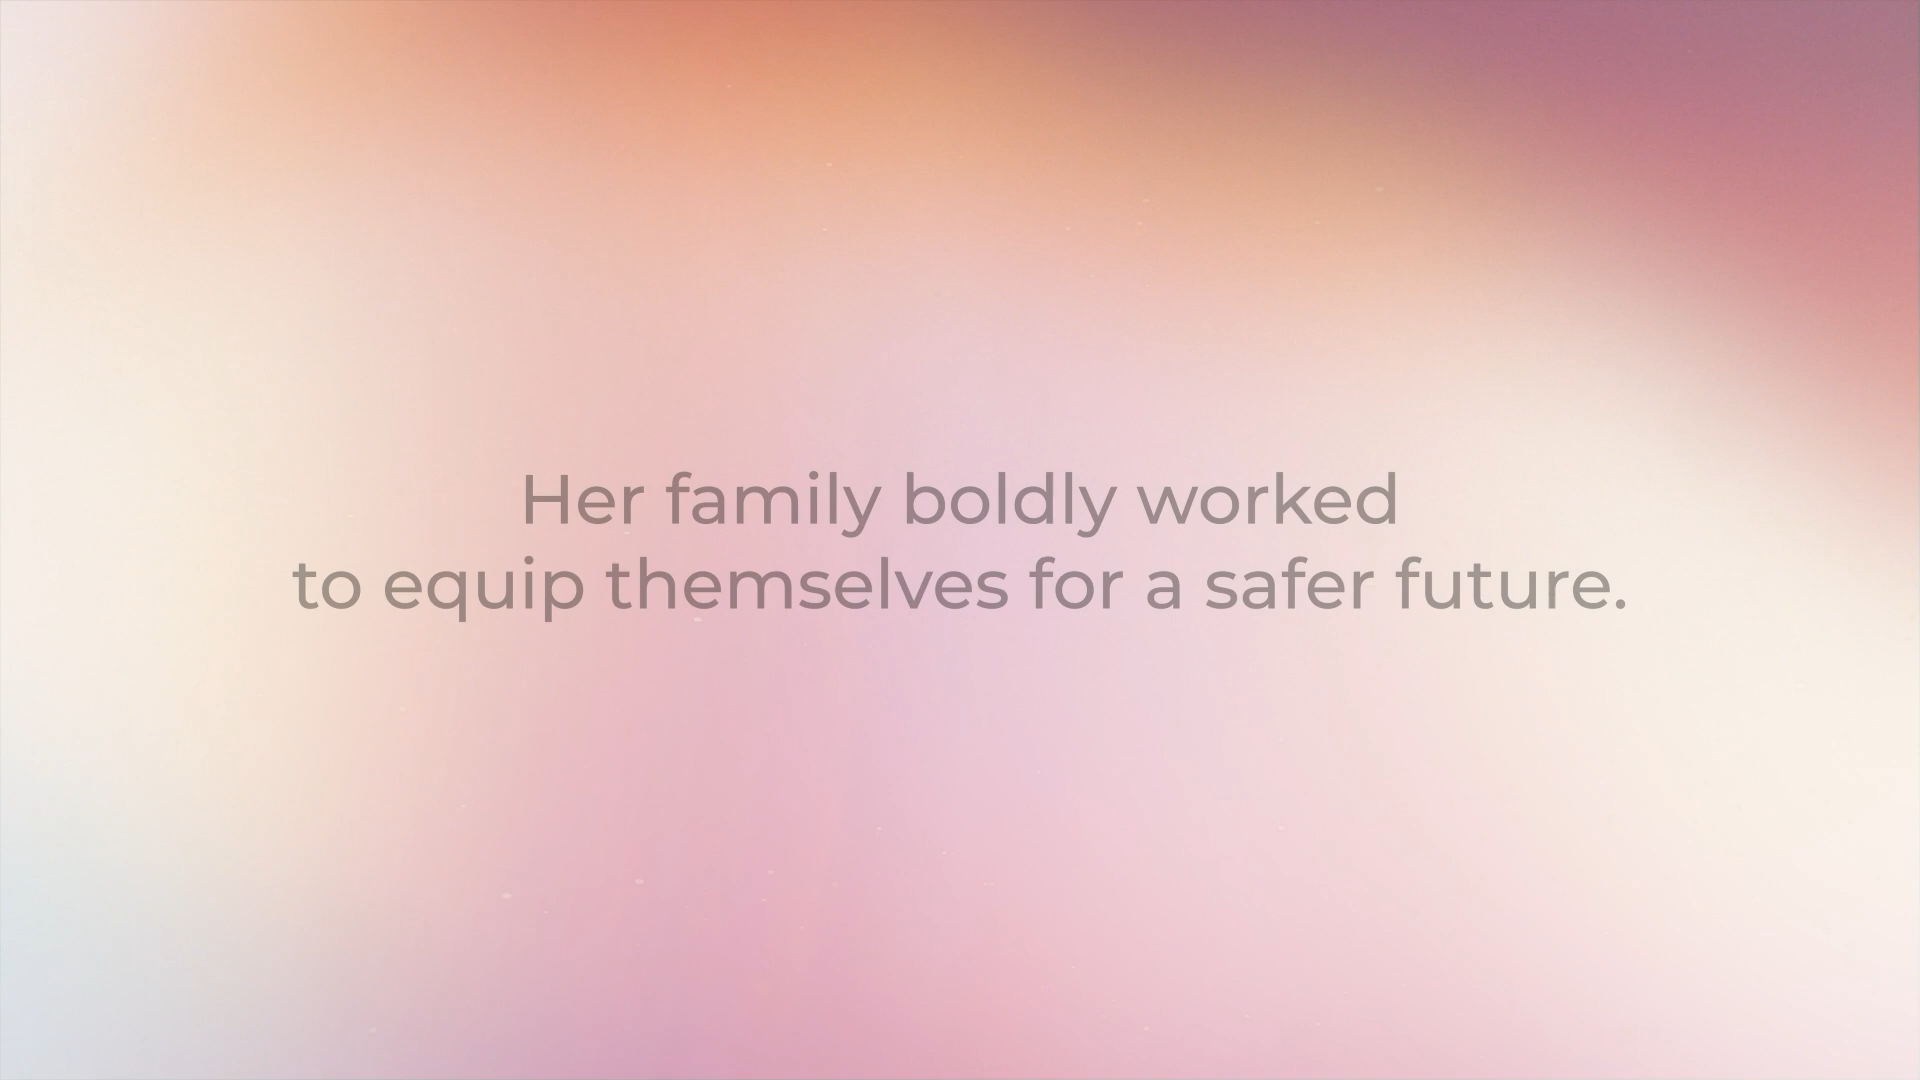 Her family boldly worked
to equip themselves for a safer future.